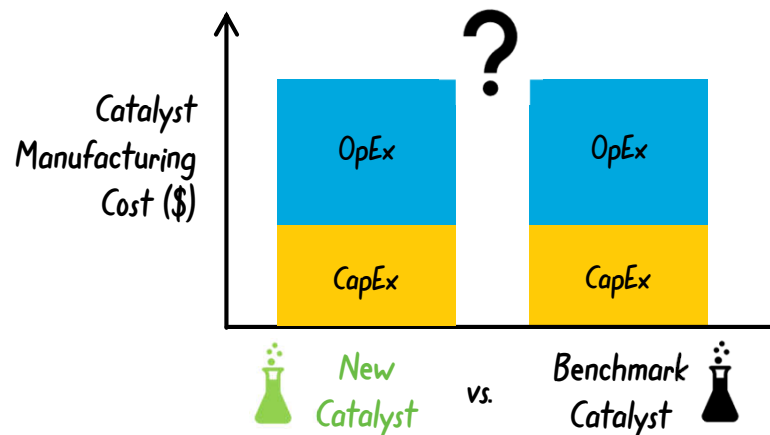 ?
Catalyst
Manufacturing
Cost ($)
OpEx
OpEx
CapEx
CapEx
New
Catalyst
vs.
Benchmark
Catalyst